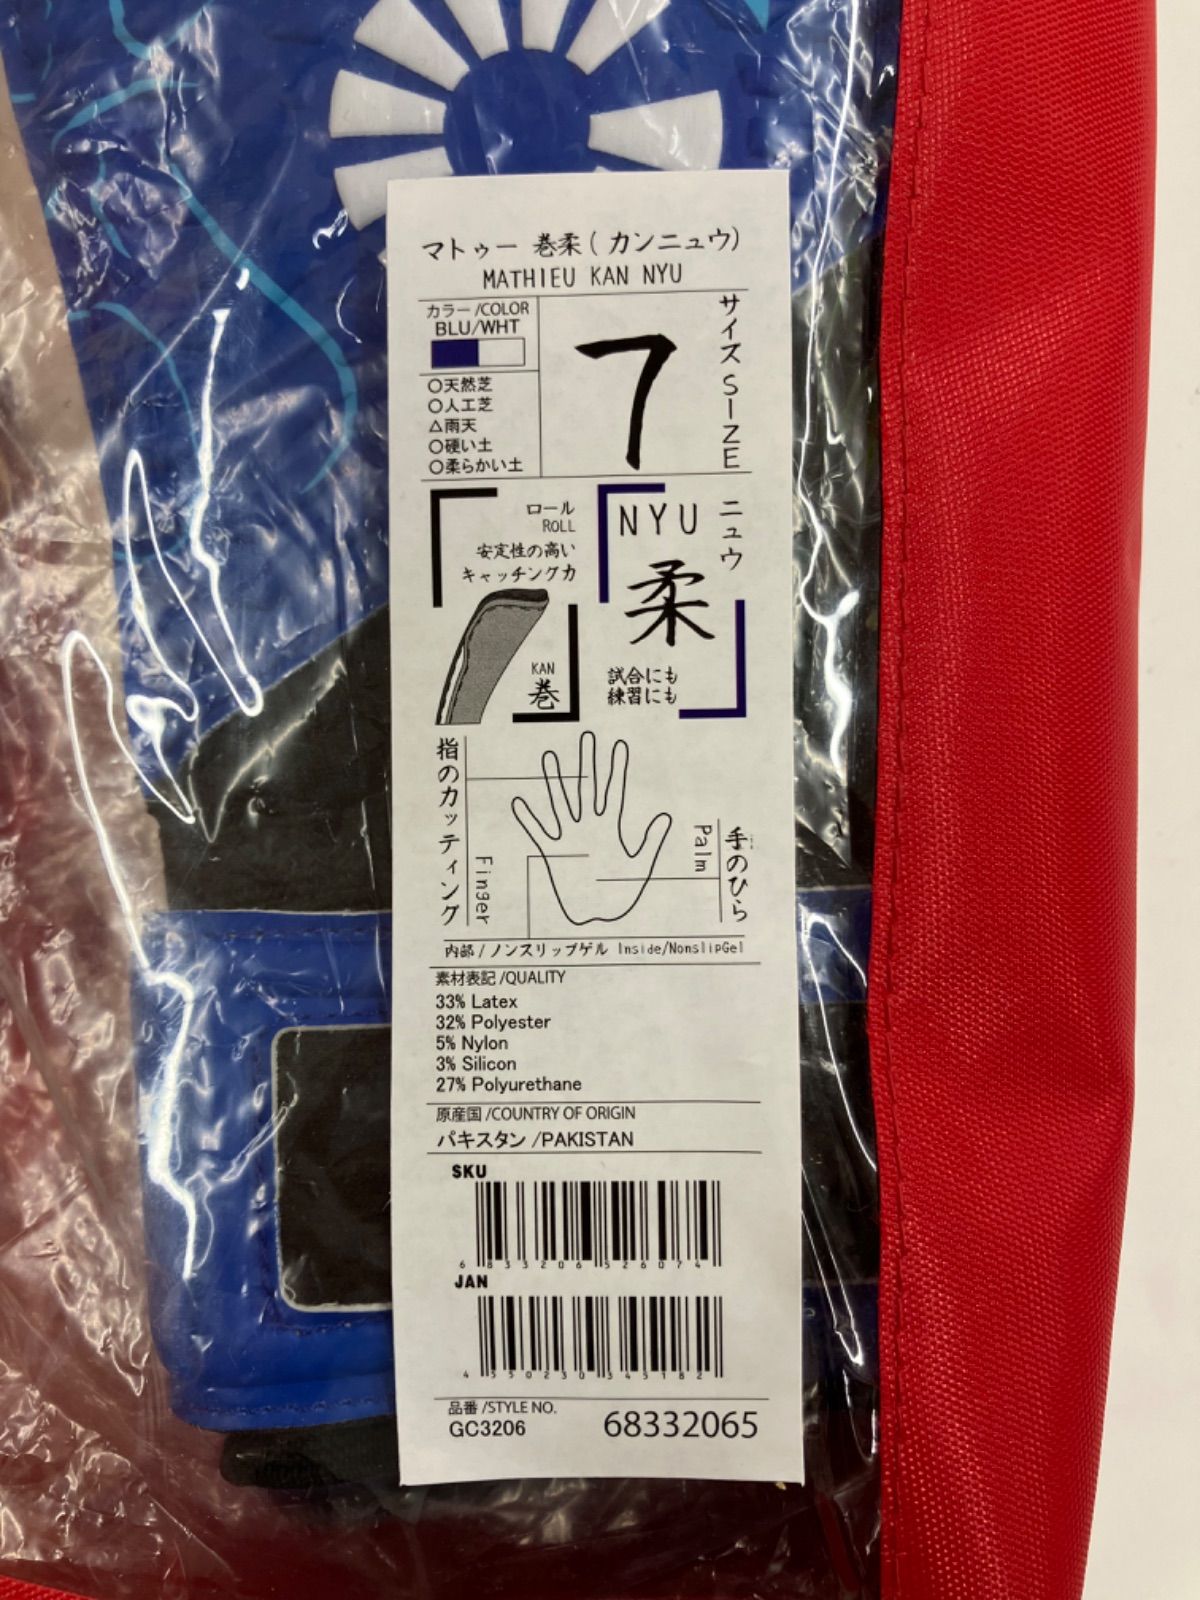 マトゥー 巻柔(カンニュウ)
MATHIEU KAN NYU
カラー/COLOR
BLU/WHT
○天然芝
○人工芝
△雨天
○硬い土
○柔らかい土
7
サイズ SIZE
ロール
ROLL
安定性の高い
キャッチング力
KAN
巻
NYU
ニュウ
柔
試合にも
練習にも
指のカッティング
Finger
Palm
手のひら
内部/ノンスリップゲル Inside/NonslipGel
素材表記/QUALITY
33% Latex
32% Polyester
5% Nylon
3% Silicon
27% Polyurethane
原産国/COUNTRY OF ORIGIN
パキスタン/PAKISTAN
SKU
683320652607 4
JAN
4550230345182
品番/STYLE NO.
GC3206
68332065